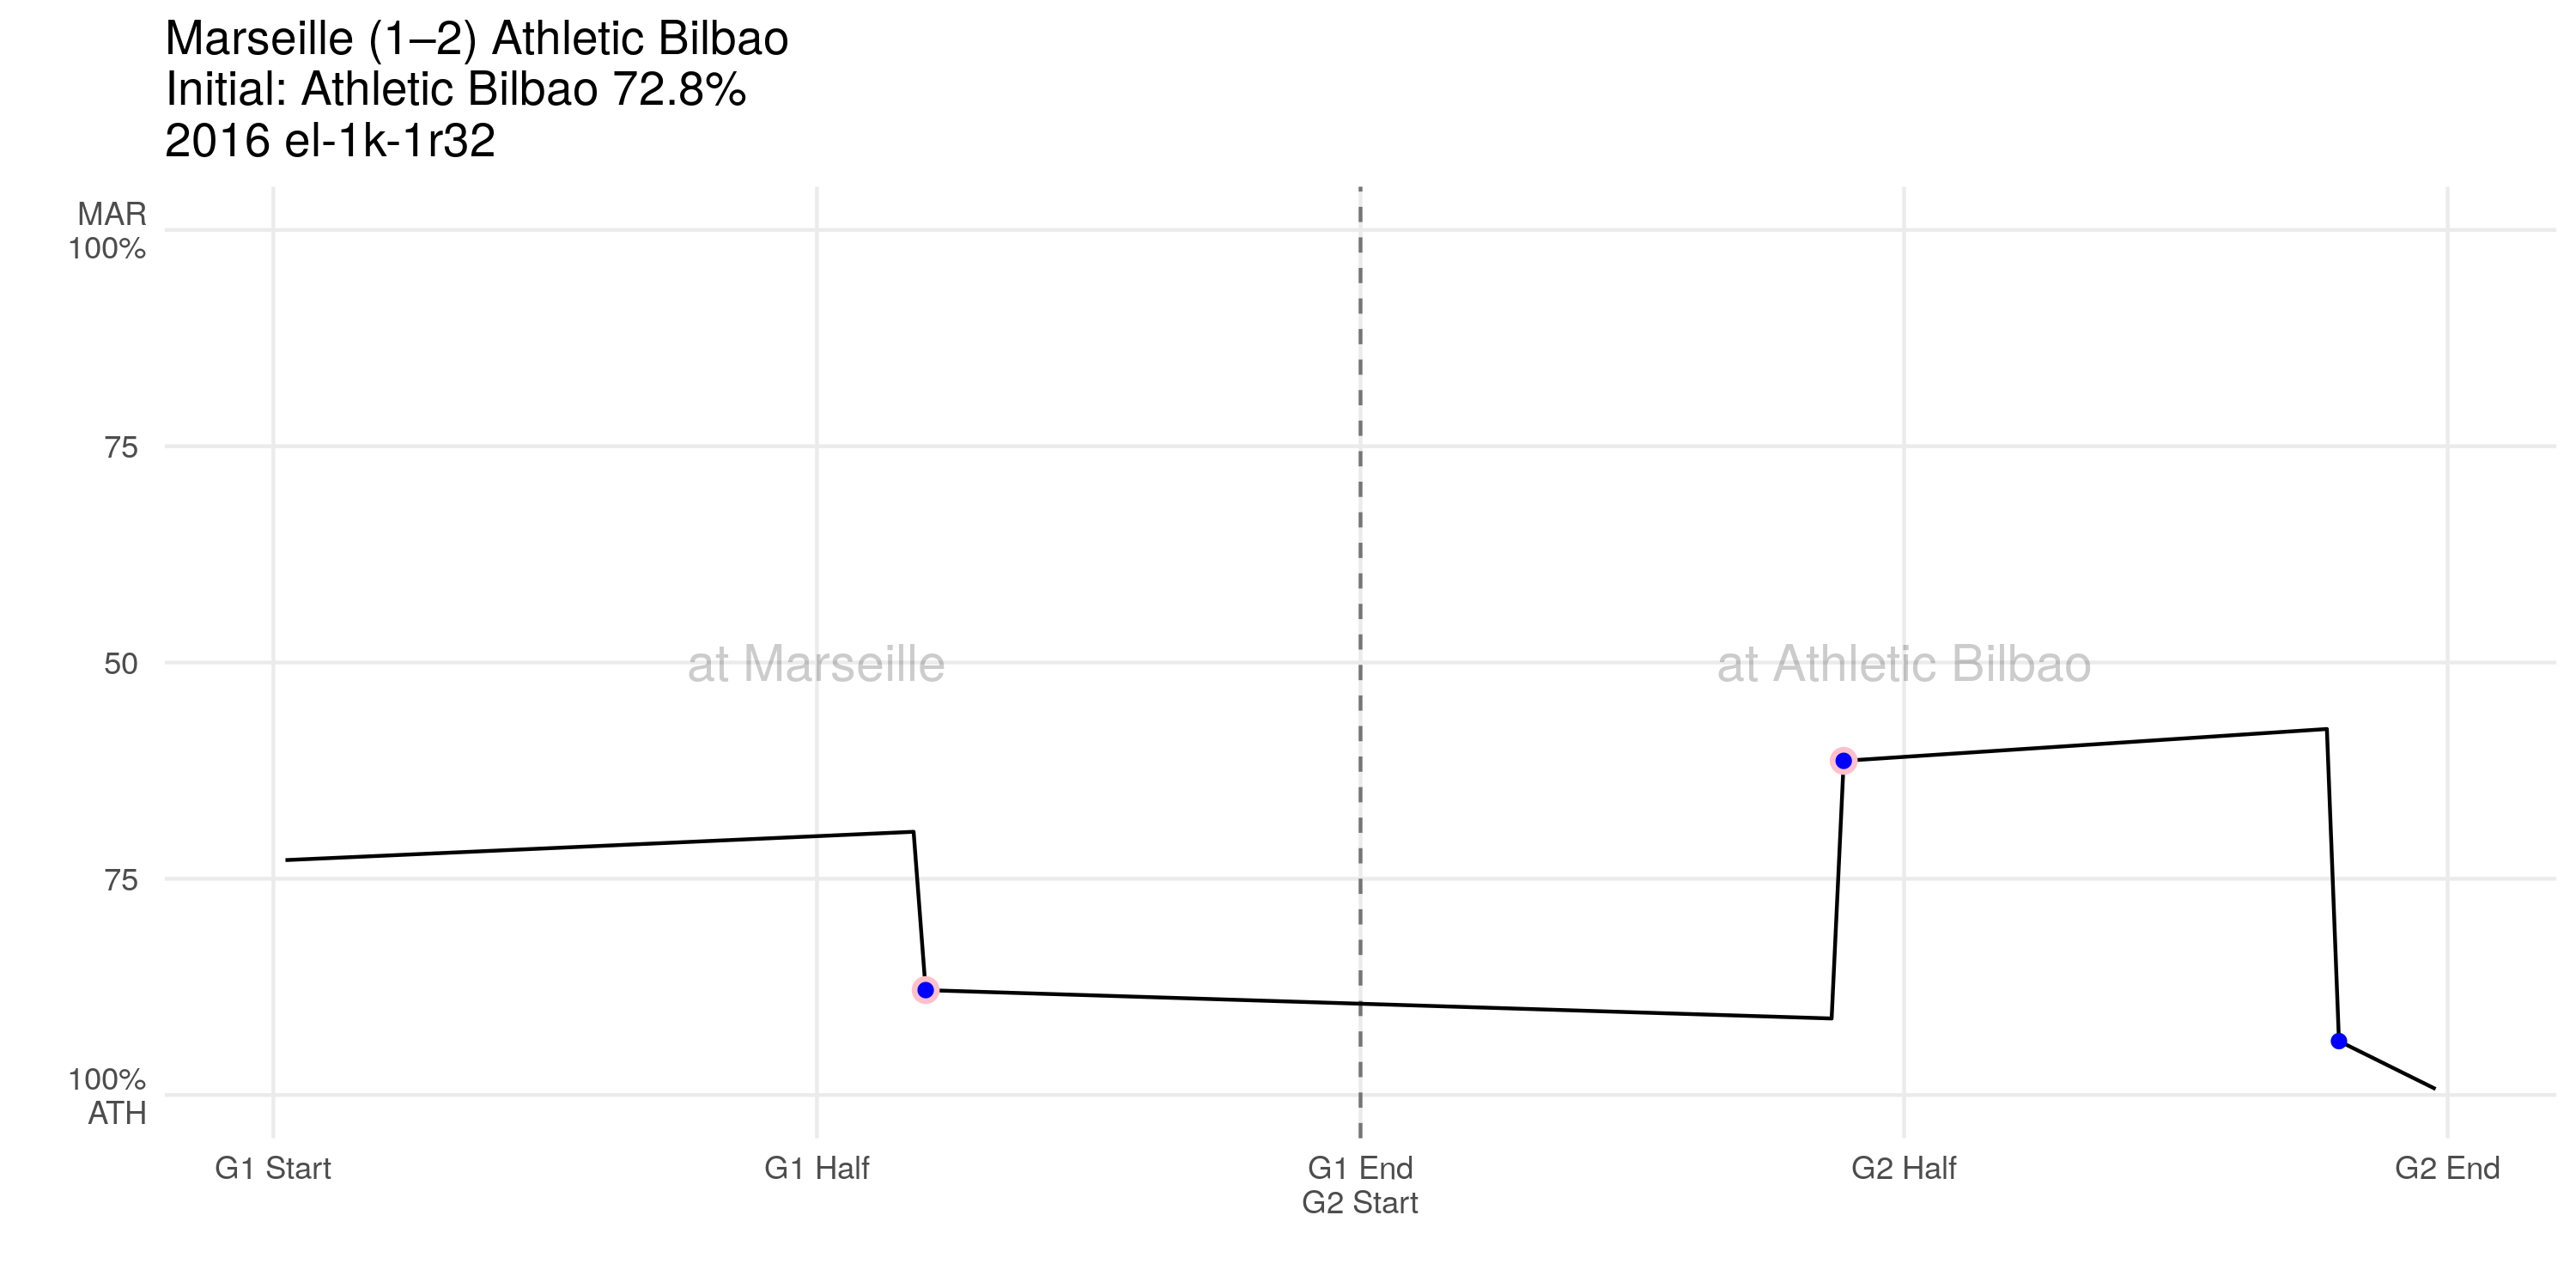 Marseille (1–2) Athletic Bilbao
Initial: Athletic Bilbao 72.8%
2016 el-1k-1r32
MAR
100%
75
50
75
100%
ATH
at Marseille
at Athletic Bilbao
G1 Start
G1 Half
G1 End
G2 Start
G2 Half
G2 End